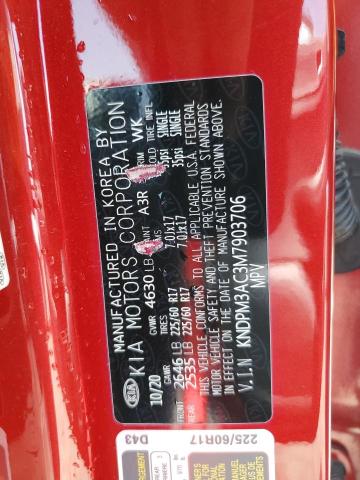 MANUFACTURED IN KOREA BY
KIA MOTORS CORPORATION
KIA
10/20 GVWR 4630 LB A3R WK
GAWR TIRES COLD TIRE INFL
FRONT 2646 LB 225/60 R17 7.0Jx17 35psi SINGLE
REAR 2535 LB 225/60 R17 7.0Jx17 35psi SINGLE
THIS VEHICLE CONFORMS TO ALL APPLICABLE U.S.A. FEDERAL
MOTOR VEHICLE SAFETY AND THEFT PREVENTION STANDARDS
IN EFFECT ON THE DATE OF MANUFACTURE SHOWN ABOVE.
V.I.N KNDPM3AC3M7903706
MPV
D43
225/60R17
MANUAL